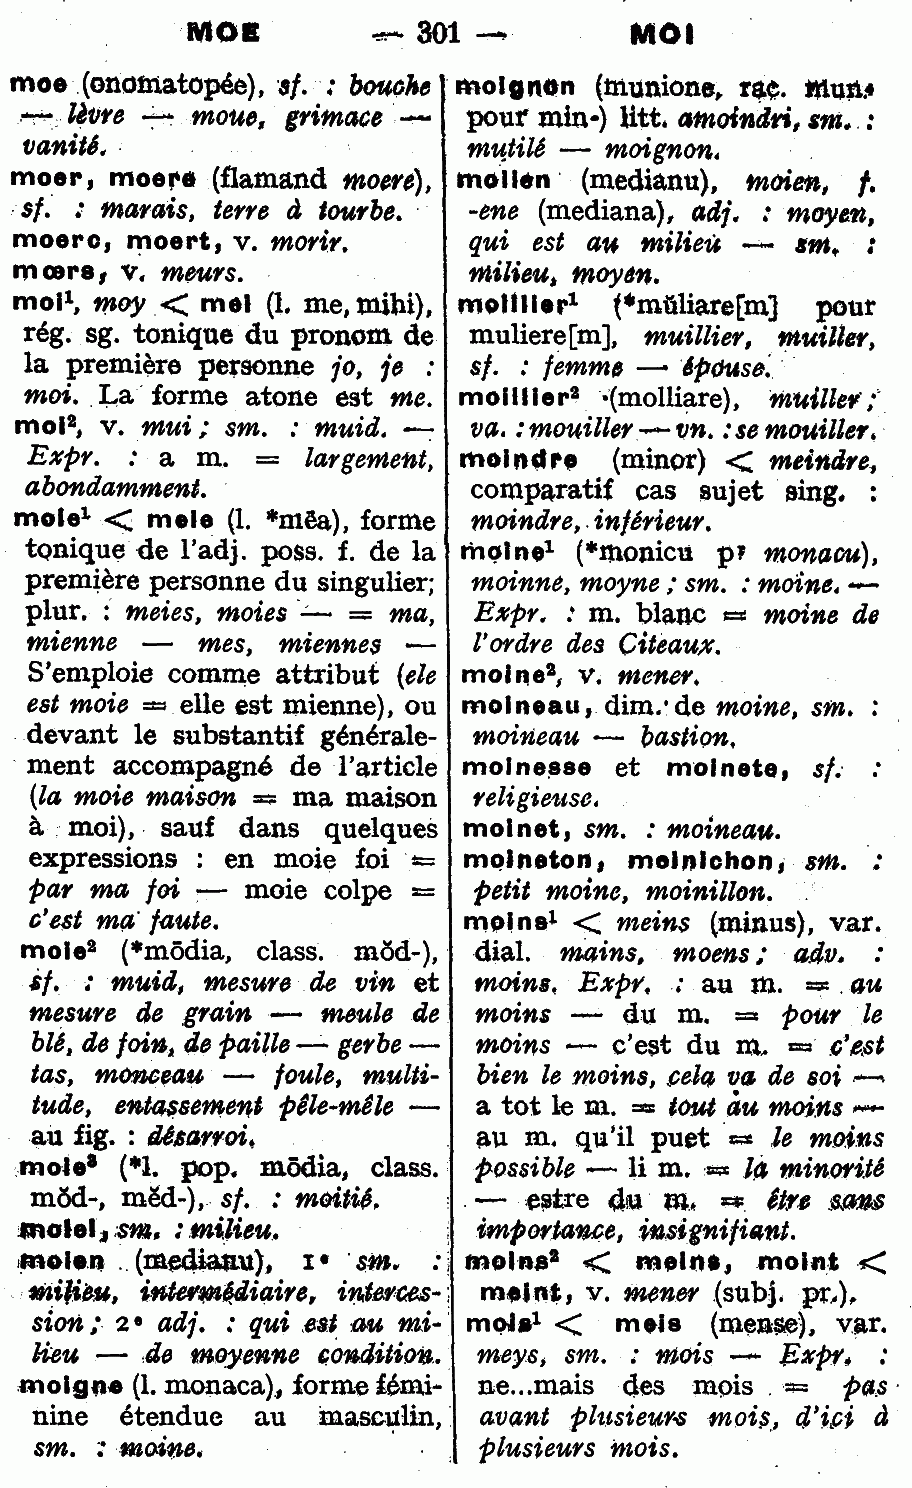 MOE — 301 — MOI
moe (onomatopée), sf. : bouche
— lèvre — moue, grimace —
vanité.
moer, moere (flamand moere),
sf. : marais, terre à tourbe.
moerc, moert, v. morir.
mœrs, v. meurs.
moi¹, moy < mei (l. me, mihi),
rég. sg. tonique du pronom de
la première personne jo, je :
moi. La forme atone est me.
moi², v. mui ; sm. : muid. —
Expr. : a m. = largement,
abondamment.
moie¹ < meie (l. *mĕa), forme
tonique de l'adj. poss. f. de la
première personne du singulier;
plur. : meies, moies — = ma,
mienne — mes, miennes —
S'emploie comme attribut (ele
est moie = elle est mienne), ou
devant le substantif générale-
ment accompagné de l'article
(la moie maison = ma maison
à moi), sauf dans quelques
expressions : en moie foi =
par ma foi — moie colpe =
c'est ma faute.
moie² (*mōdia, class. mŏd-),
sf. : muid, mesure de vin et
mesure de grain — meule de
blé, de foin, de paille — gerbe —
tas, monceau — foule, multi-
tude, entassement pêle-mêle —
au fig. : désarroi.
moie³ (*l. pop. mōdia, class.
mŏd-, mĕd-), sf. : moitié.
moiel, sm. : milieu.
moien (medianu), 1° sm. :
milieu, intermédiaire, interces-
sion ; 2° adj. : qui est au mi-
lieu — de moyenne condition.
moigne (l. monaca), forme fémi-
nine étendue au masculin,
sm. : moine.
moignon (munione, rac. mun-
pour min-) litt. amoindri, sm. :
mutilé — moignon.
moiien (medianu), moien, f.
-ene (mediana), adj. : moyen,
qui est au milieu — sm. :
milieu, moyen.
moillier¹ (*mŭliare[m] pour
muliere[m], muillier, muiller,
sf. : femme — épouse.
moillier² (molliare), muiller ;
va. : mouiller — vn. : se mouiller.
moindre (minor) < meindre,
comparatif cas sujet sing. :
moindre, inférieur.
moine¹ (*monicu pr monacu),
moinne, moyne ; sm. : moine. —
Expr. : m. blanc = moine de
l'ordre des Citeaux.
moine², v. mener.
moineau, dim. de moine, sm. :
moineau — bastion.
moinesse et moinete, sf. :
religieuse.
moinet, sm. : moineau.
moineton, moinichon, sm. :
petit moine, moinillon.
moins¹ < meins (minus), var.
dial. mains, moens ; adv. :
moins. Expr. : au m. = au
moins — du m. = pour le
moins — c'est du m. = c'est
bien le moins, cela va de soi —
a tot le m. = tout au moins —
au m. qu'il puet = le moins
possible — li m. = la minorité
— estre du m. = être sans
importance, insignifiant.
moins² < meins, moint <
meint, v. mener (subj. pr.).
mois¹ < meis (mense), var.
meys, sm. : mois — Expr. :
ne...mais des mois = pas
avant plusieurs mois, d'ici à
plusieurs mois.